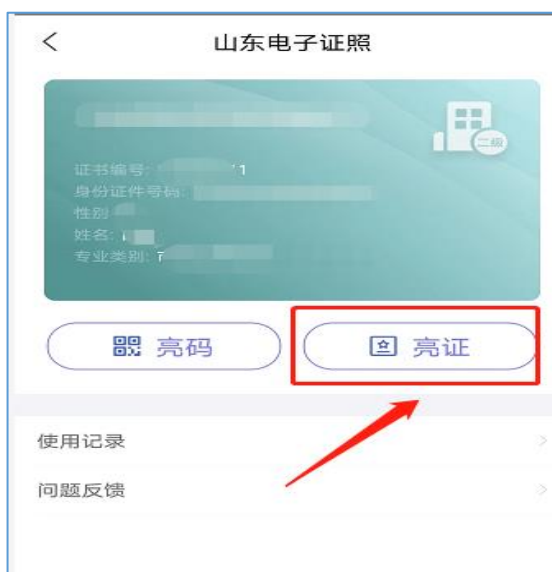 山东电子证照
二级
证书编号: 1
身份证件号码:
性别
姓名:
专业类别:
亮码
亮证
使用记录
问题反馈